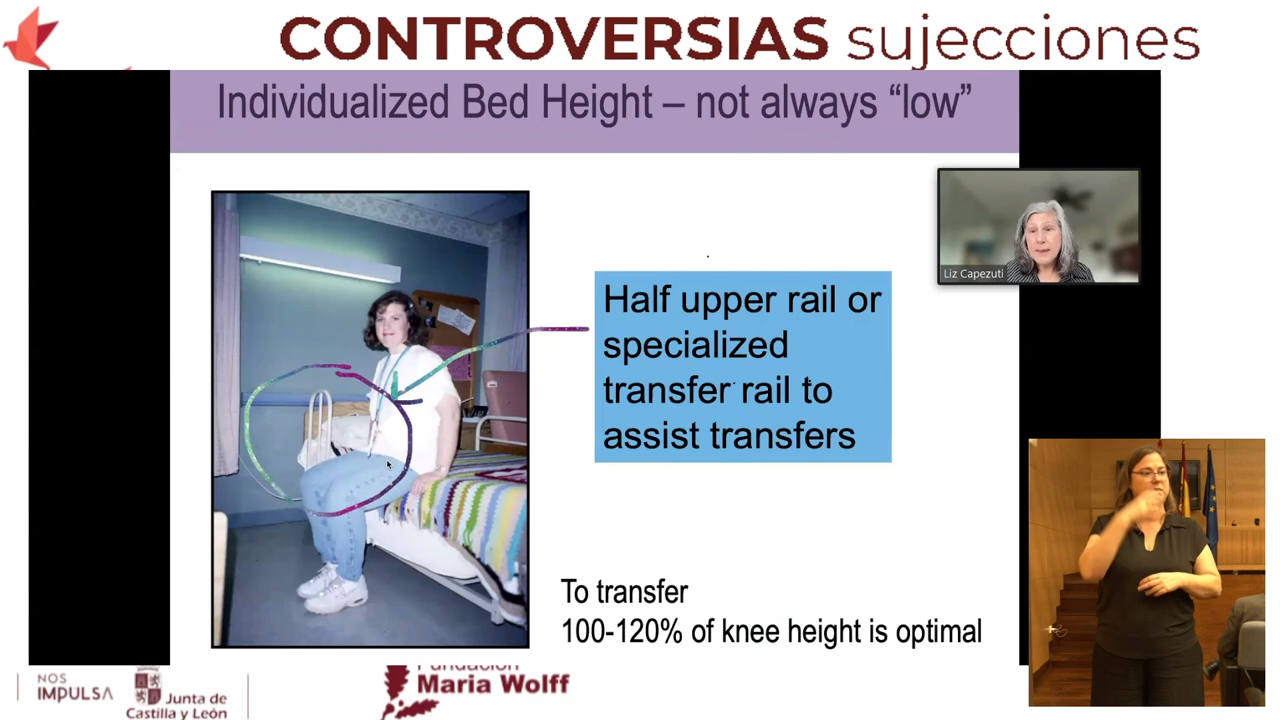 CONTROVERSIAS sujecciones
Individualized Bed Height – not always “low”
Liz Capezuti
Half upper rail or
specialized
transfer rail to
assist transfers
To transfer
100-120% of knee height is optimal
NOS
IMPULSA
Junta de
Castilla y León
Fundación
Maria Wolff